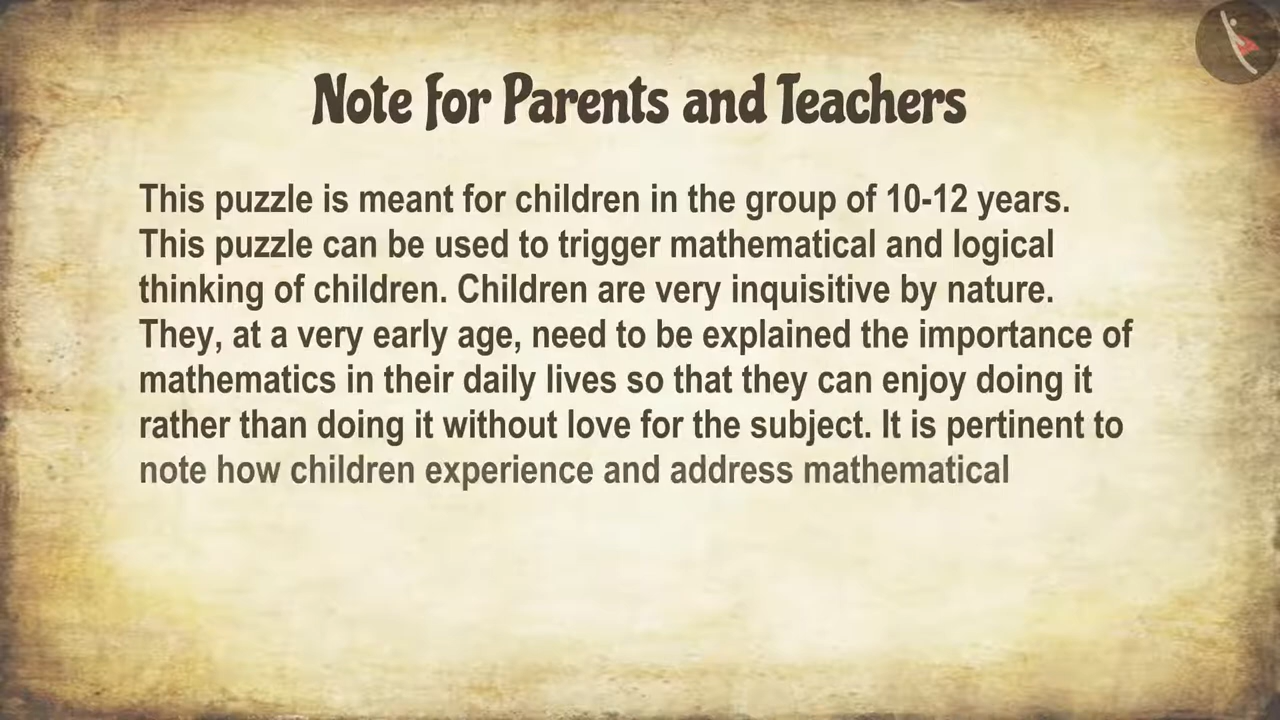 Note for Parents and Teachers
This puzzle is meant for children in the group of 10-12 years.
This puzzle can be used to trigger mathematical and logical
thinking of children. Children are very inquisitive by nature.
They, at a very early age, need to be explained the importance of
mathematics in their daily lives so that they can enjoy doing it
rather than doing it without love for the subject. It is pertinent to
note how children experience and address mathematical